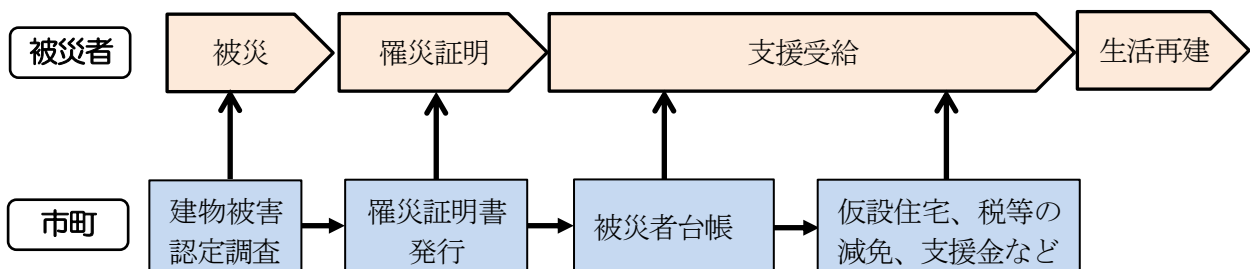 被災者
被災
罹災証明
支援受給
生活再建
市町
建物被害
認定調査
罹災証明書
発行
被災者台帳
仮設住宅、税等の
減免、支援金など